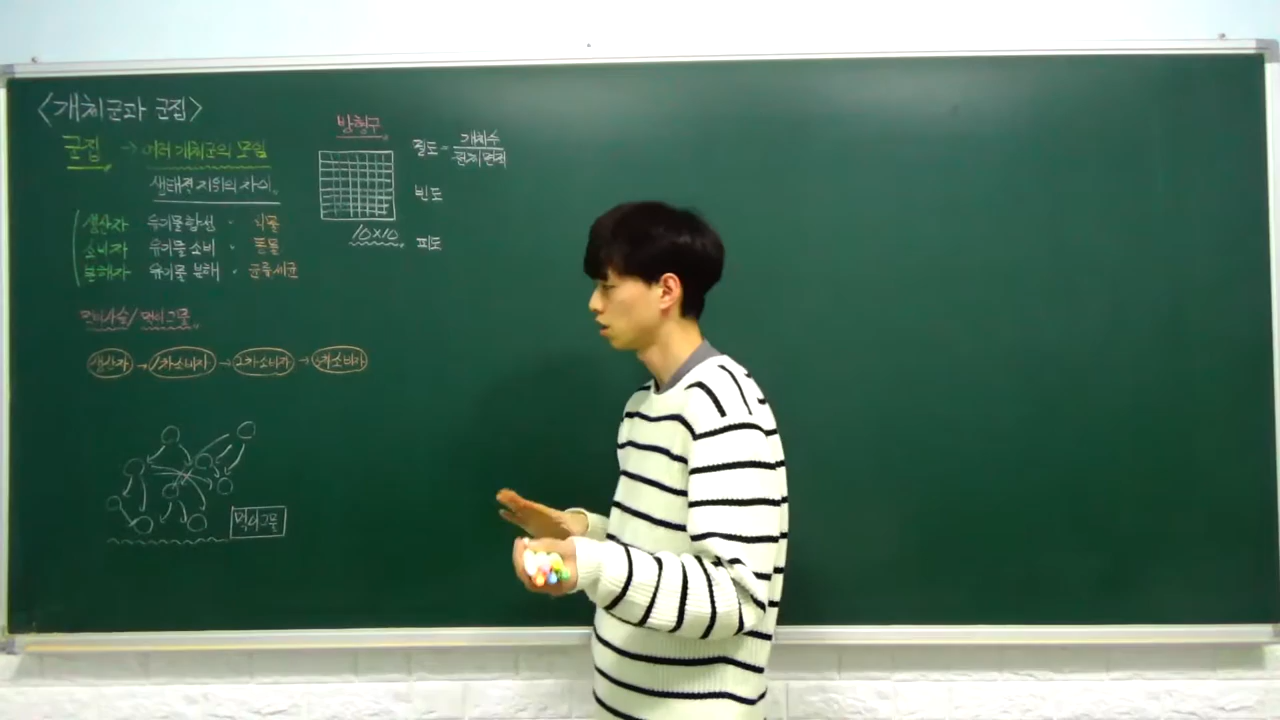 <개체군과 군집>
군집 → 여러 개체군의 모임
생태적 지위의 차이
생산자 유기물 합성 · 식물
소비자 유기물 소비 · 동물
분해자 유기물 분해 · 균류, 세균
먹이사슬 / 먹이그물
생산자 → 1차 소비자 → 2차 소비자 → 3차 소비자
먹이그물
방형구
10×10
밀도 = 개체수
전체 면적
빈도
피도